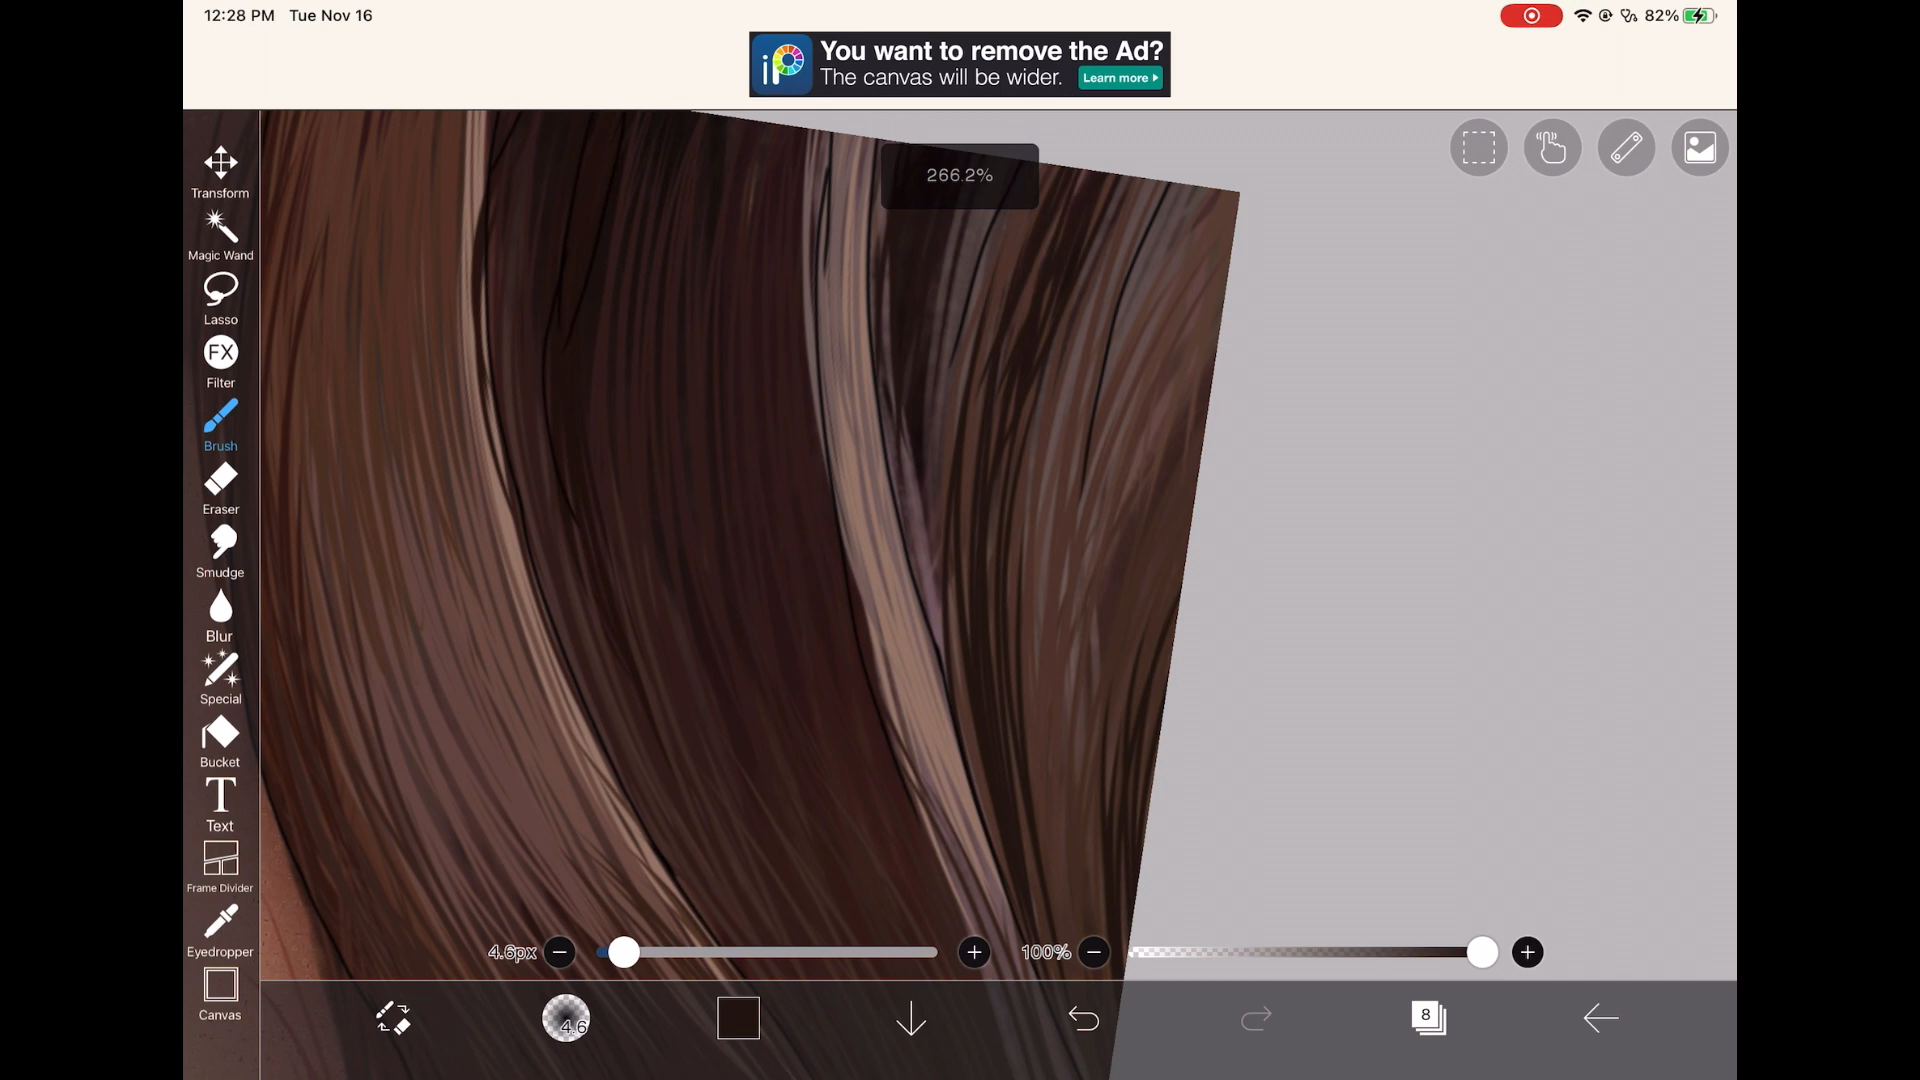 12:28 PM Tue Nov 16
82%
iP
You want to remove the Ad?
The canvas will be wider.
Learn more
266.2%
Transform
Magic Wand
Lasso
FX
Filter
Brush
Eraser
Smudge
Blur
Special
Bucket
T
Text
Frame Divider
Eyedropper
Canvas
4.6px
100%
4.6
8